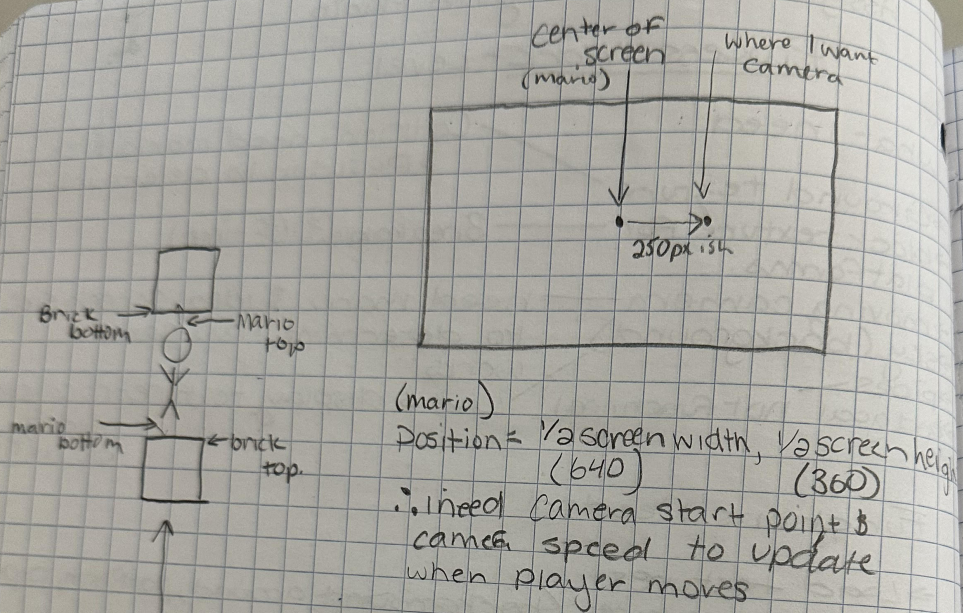 center of
screen
(mario)
where I want
camera
250px ish
Brick
bottom
Mario
top
mario
bottom
brick
top.
(mario)
Position = 1/2 screen width, 1/2 screen heigh
(640)
(360)
∴ I need camera start point &
camera speed to update
when player moves